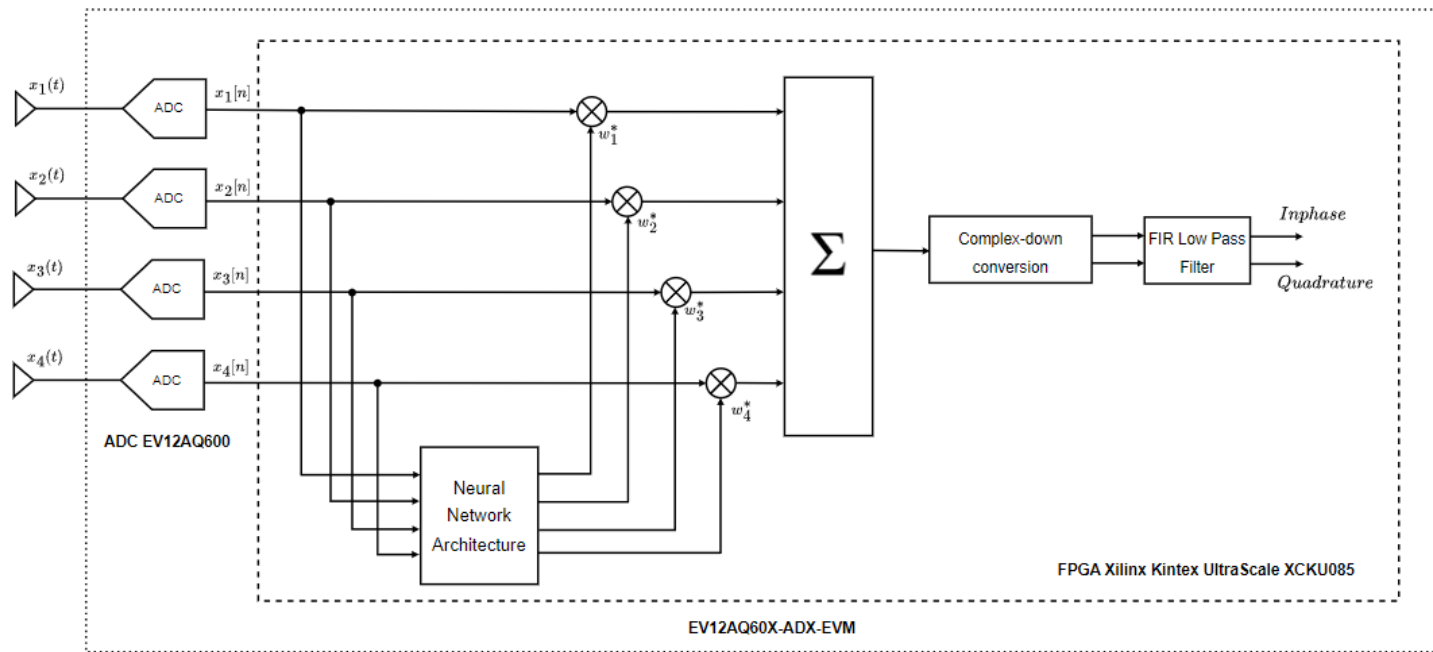 x₁(t)
ADC
x₁[n]
w₁*
x₂(t)
ADC
x₂[n]
w₂*
x₃(t)
ADC
x₃[n]
w₃*
x₄(t)
ADC
x₄[n]
w₄*
ADC EV12AQ600
Σ
Complex-down
conversion
FIR Low Pass
Filter
Inphase
Quadrature
Neural
Network
Architecture
FPGA Xilinx Kintex UltraScale XCKU085
EV12AQ60X-ADX-EVM